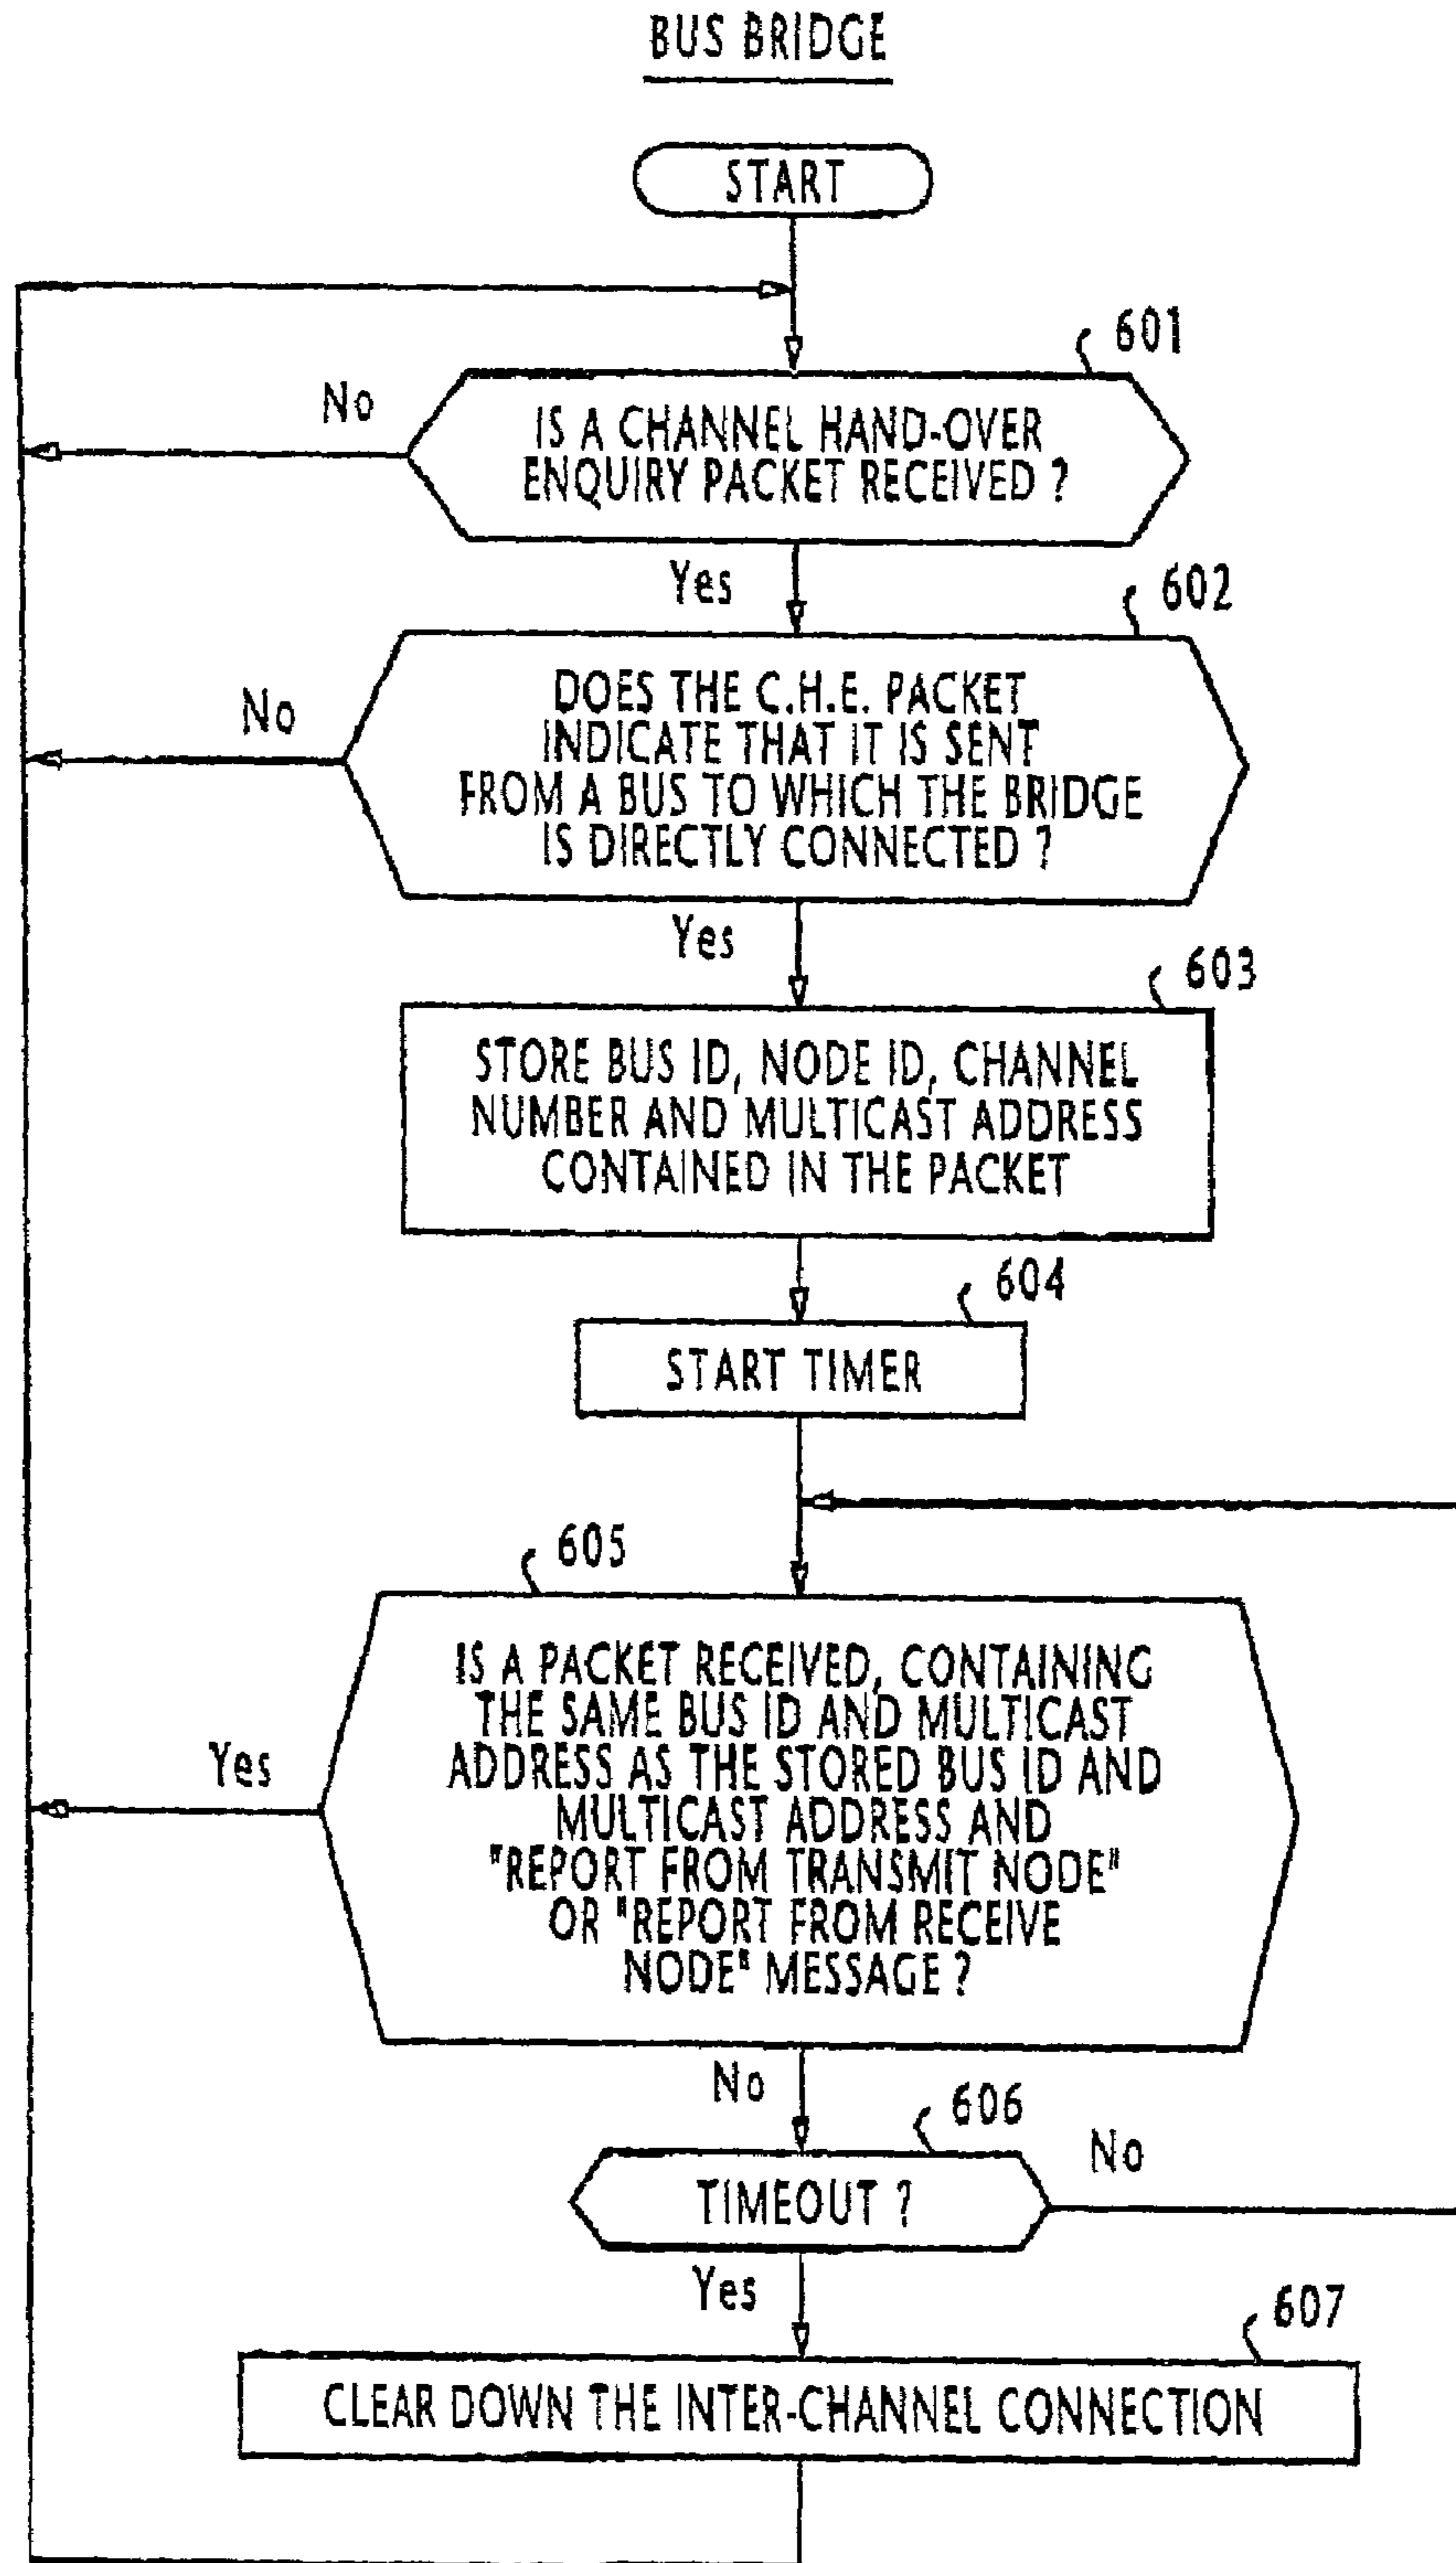 BUS BRIDGE
START
601
No
IS A CHANNEL HAND-OVER
ENQUIRY PACKET RECEIVED ?
Yes
602
No
DOES THE C.H.E. PACKET
INDICATE THAT IT IS SENT
FROM A BUS TO WHICH THE BRIDGE
IS DIRECTLY CONNECTED ?
Yes
603
STORE BUS ID, NODE ID, CHANNEL
NUMBER AND MULTICAST ADDRESS
CONTAINED IN THE PACKET
604
START TIMER
605
IS A PACKET RECEIVED, CONTAINING
THE SAME BUS ID AND MULTICAST
ADDRESS AS THE STORED BUS ID AND
MULTICAST ADDRESS AND
"REPORT FROM TRANSMIT NODE"
OR "REPORT FROM RECEIVE
NODE" MESSAGE ?
Yes
No
606
TIMEOUT ?
No
Yes
607
CLEAR DOWN THE INTER-CHANNEL CONNECTION